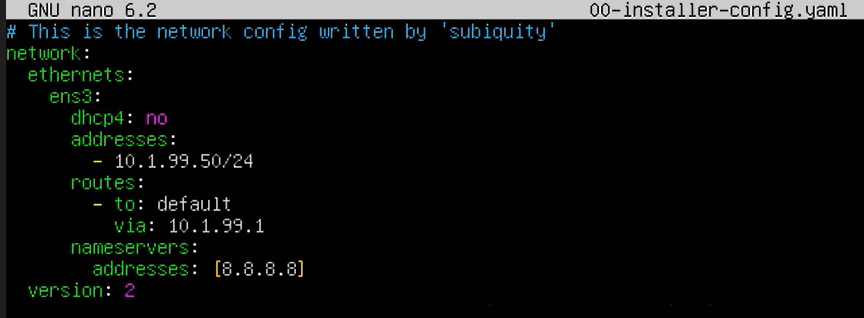 GNU nano 6.2 00-installer-config.yaml
# This is the network config written by 'subiquity'
network:
  ethernets:
    ens3:
      dhcp4: no
      addresses:
        - 10.1.99.50/24
      routes:
        - to: default
          via: 10.1.99.1
      nameservers:
        addresses: [8.8.8.8]
  version: 2